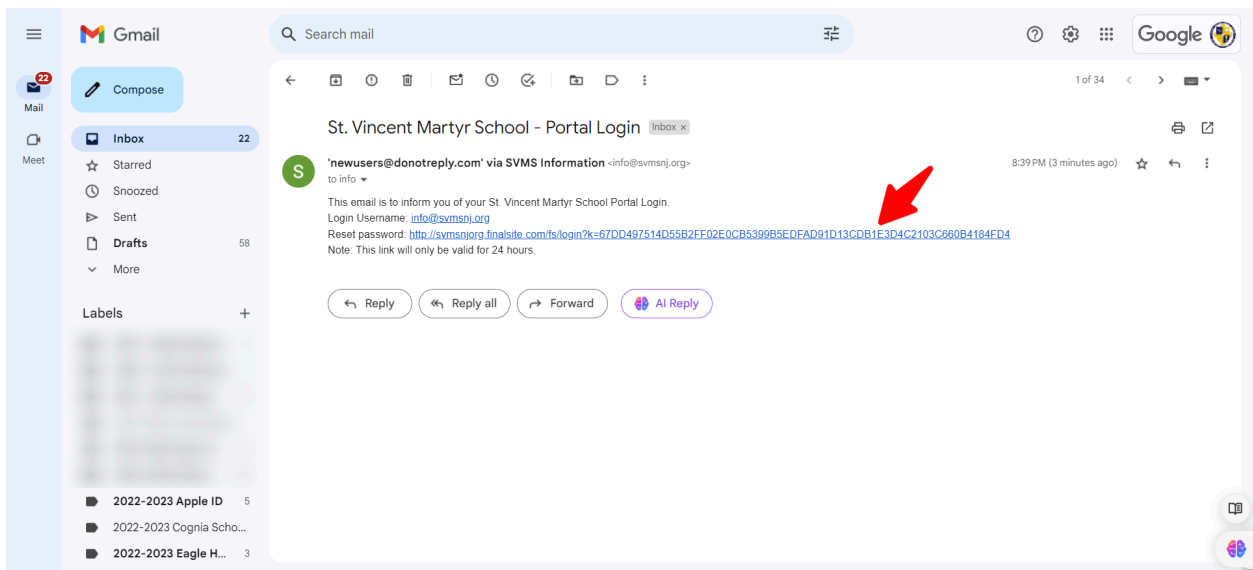 Gmail
Search mail
Google
22
Mail
Meet
Compose
Inbox 22
Starred
Snoozed
Sent
Drafts 58
More
Labels +
2022-2023 Apple ID 5
2022-2023 Cognia Scho...
2022-2023 Eagle H... 3
1 of 34
St. Vincent Martyr School - Portal Login Inbox ×
S
'newusers@donotreply.com' via SVMS Information <info@svmsnj.org>
8:39 PM (3 minutes ago)
to info
This email is to inform you of your St. Vincent Martyr School Portal Login.
Login Username: info@svmsnj.org
Reset password: http://svmsnjorg.finalsite.com/fs/login?k=67DD497514D55B2FF02E0CB5399B5EDFAD91D13CDB1E3D4C2103C660B4184FD4
Note: This link will only be valid for 24 hours.
Reply
Reply all
Forward
AI Reply